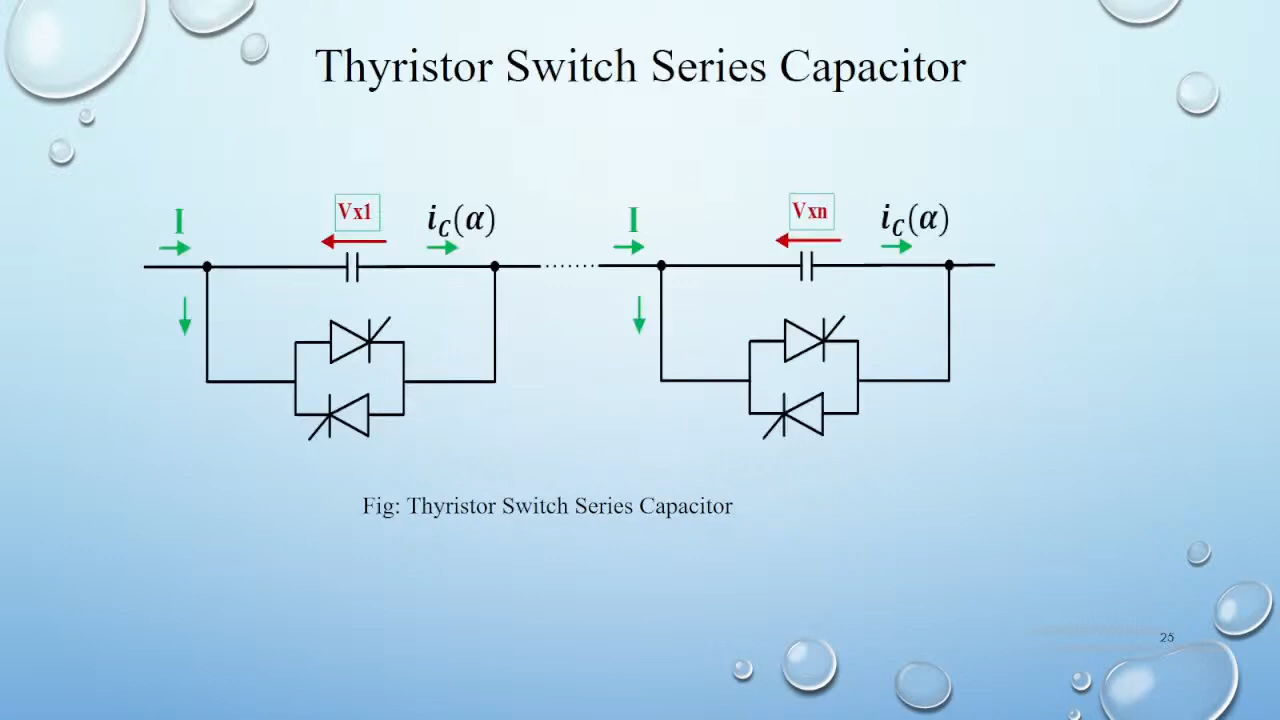 Thyristor Switch Series Capacitor
I
Vx1
i_C(α)
I
Vxn
i_C(α)
Fig: Thyristor Switch Series Capacitor
25